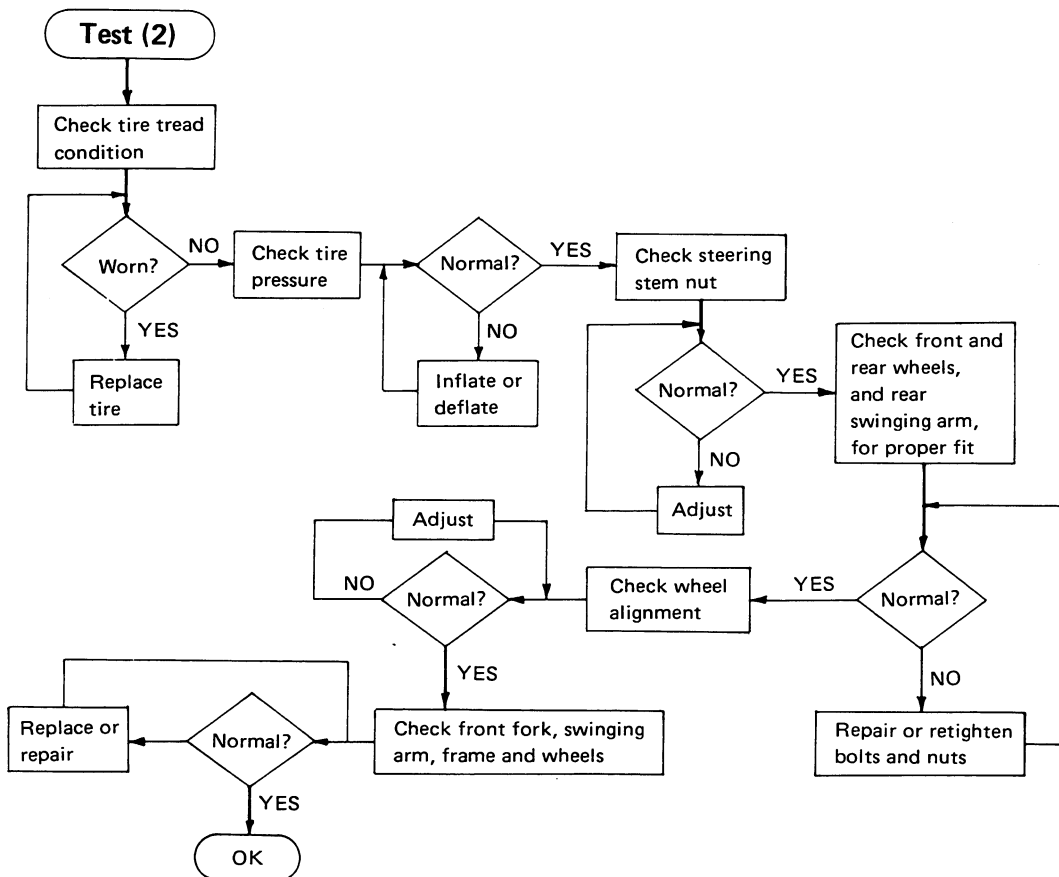 Test (2)
Check tire tread
condition
Worn?
NO
YES
Replace
tire
Check tire
pressure
Normal?
YES
NO
Inflate or
deflate
Check steering
stem nut
Normal?
YES
NO
Adjust
Check front and
rear wheels,
and rear
swinging arm,
for proper fit
Normal?
YES
NO
Repair or retighten
bolts and nuts
Check wheel
alignment
Adjust
Normal?
NO
YES
Check front fork, swinging
arm, frame and wheels
Normal?
Replace or
repair
YES
OK